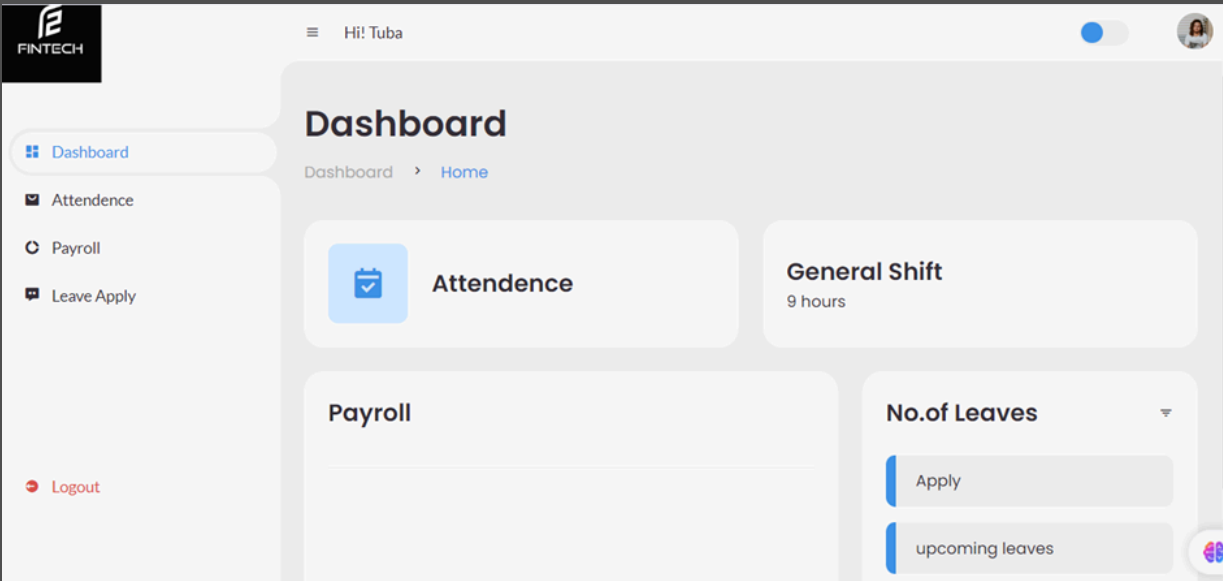 FINTECH
Hi! Tuba
Dashboard
Attendence
Payroll
Leave Apply
Logout
Dashboard
Dashboard > Home
Attendence
General Shift
9 hours
Payroll
No.of Leaves
Apply
upcoming leaves